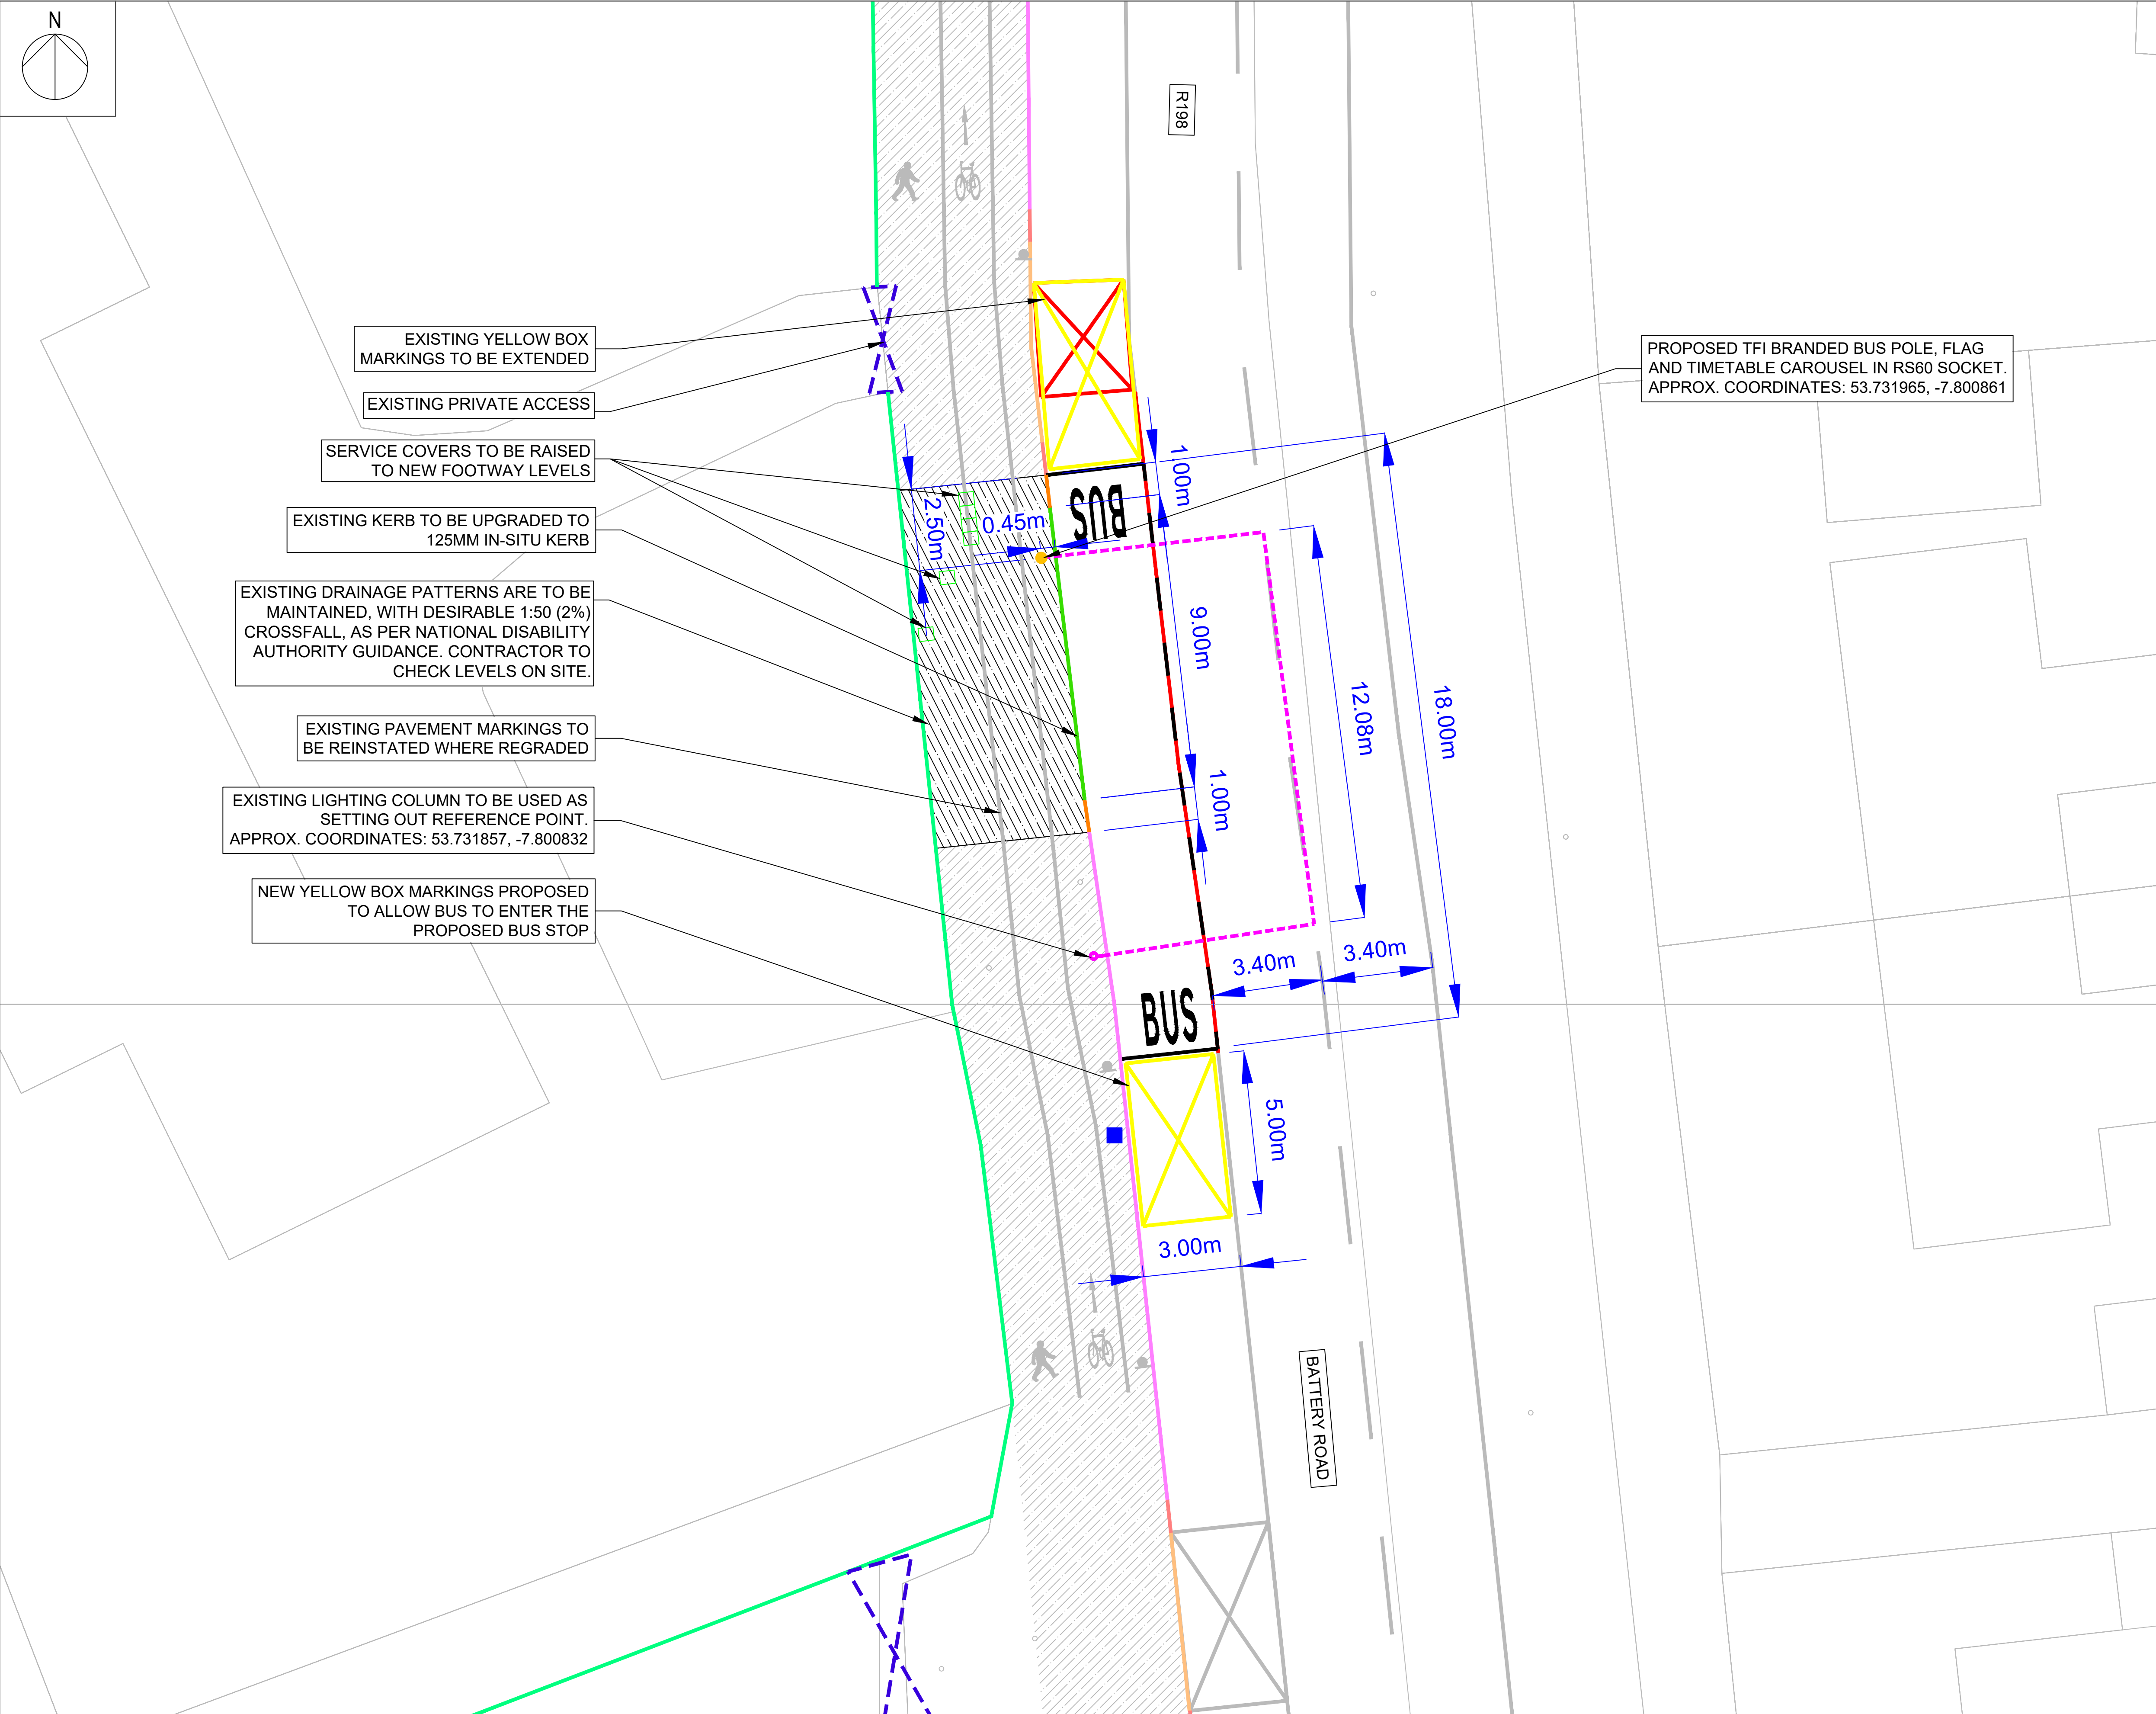 N
R198
EXISTING YELLOW BOX
MARKINGS TO BE EXTENDED
EXISTING PRIVATE ACCESS
SERVICE COVERS TO BE RAISED
TO NEW FOOTWAY LEVELS
EXISTING KERB TO BE UPGRADED TO
125MM IN-SITU KERB
EXISTING DRAINAGE PATTERNS ARE TO BE
MAINTAINED, WITH DESIRABLE 1:50 (2%)
CROSSFALL, AS PER NATIONAL DISABILITY
AUTHORITY GUIDANCE. CONTRACTOR TO
CHECK LEVELS ON SITE.
EXISTING PAVEMENT MARKINGS TO
BE REINSTATED WHERE REGRADED
EXISTING LIGHTING COLUMN TO BE USED AS
SETTING OUT REFERENCE POINT.
APPROX. COORDINATES: 53.731857, -7.800832
NEW YELLOW BOX MARKINGS PROPOSED
TO ALLOW BUS TO ENTER THE
PROPOSED BUS STOP
PROPOSED TFI BRANDED BUS POLE, FLAG
AND TIMETABLE CAROUSEL IN RS60 SOCKET.
APPROX. COORDINATES: 53.731965, -7.800861
1.00m
BUS
2.50m
0.45m
9.00m
12.08m
18.00m
1.00m
3.40m
3.40m
BUS
5.00m
3.00m
BATTERY ROAD